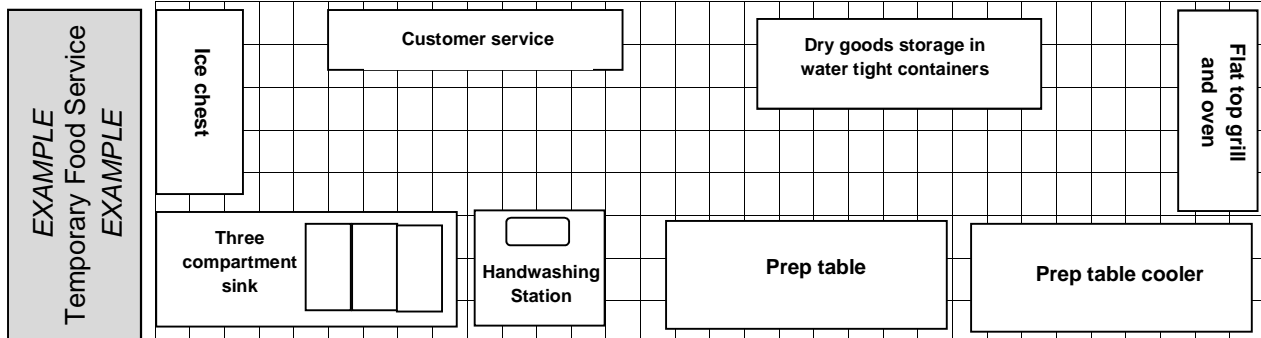 EXAMPLE
Temporary Food Service
EXAMPLE
Ice chest
Customer service
Dry goods storage in
water tight containers
Flat top grill
and oven
Three
compartment
sink
Handwashing
Station
Prep table
Prep table cooler